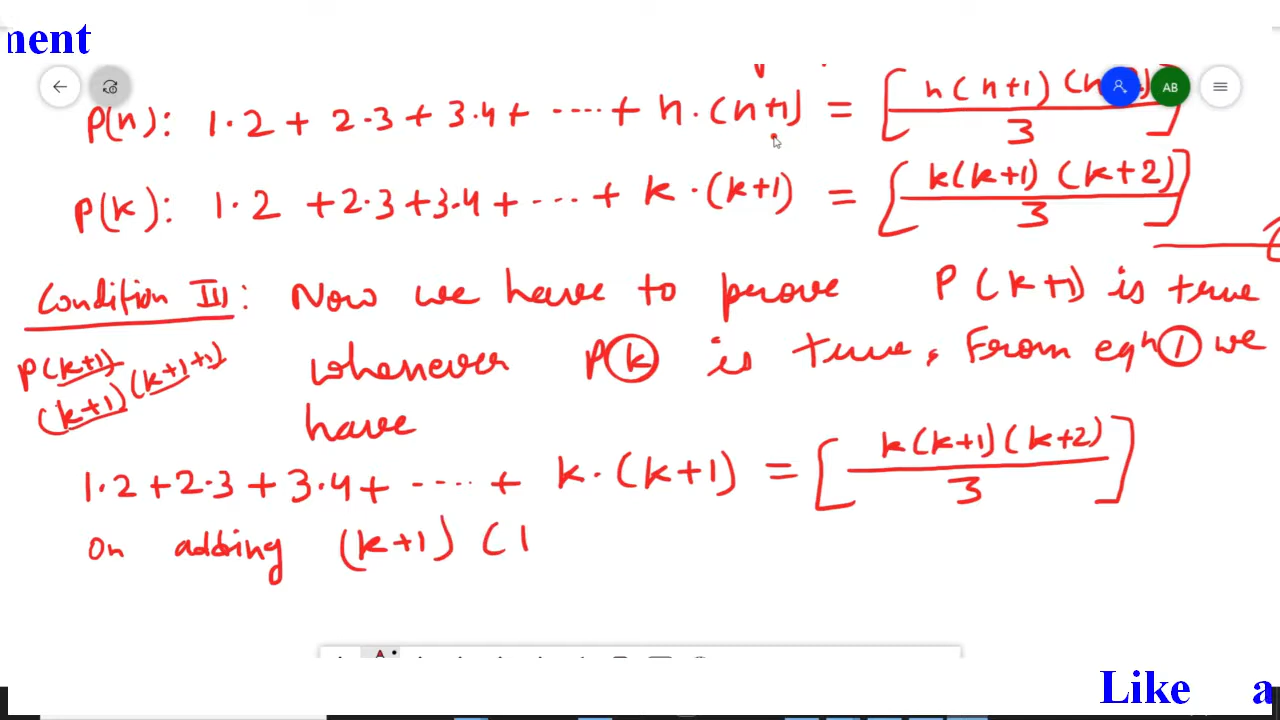 ment
P(n): 1·2 + 2·3 + 3·4 + ····· + n·(n+1) = [n(n+1)(n / 3]
AB
P(k): 1·2 + 2·3 + 3·4 + ····· + k·(k+1) = [k(k+1)(k+2) / 3]
Condition III: Now we have to prove P(k+1) is true
P(k+1) whenever P(k) is true. From eqn ① we
(k+1)(k+1+1)
have
1·2 + 2·3 + 3·4 + ····· + k·(k+1) = [k(k+1)(k+2) / 3]
On adding (k+1) (
Like a